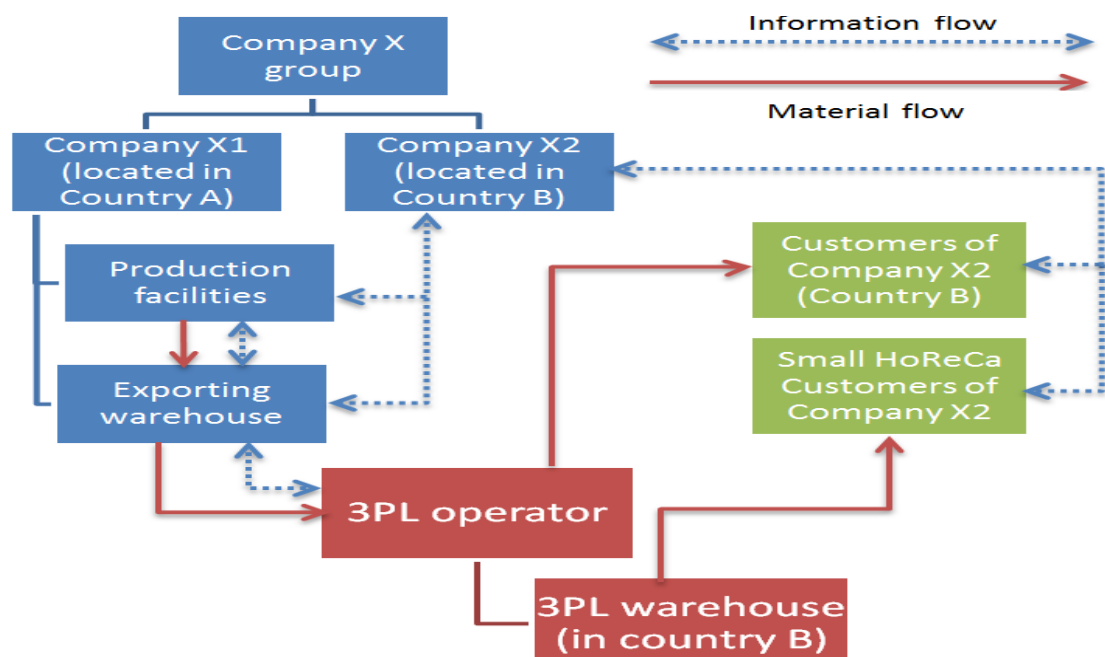 Company X
group
Information flow
Material flow
Company X1
(located in
Country A)
Company X2
(located in
Country B)
Production
facilities
Customers of
Company X2
(Country B)
Exporting
warehouse
Small HoReCa
Customers of
Company X2
3PL operator
3PL warehouse
(in country B)